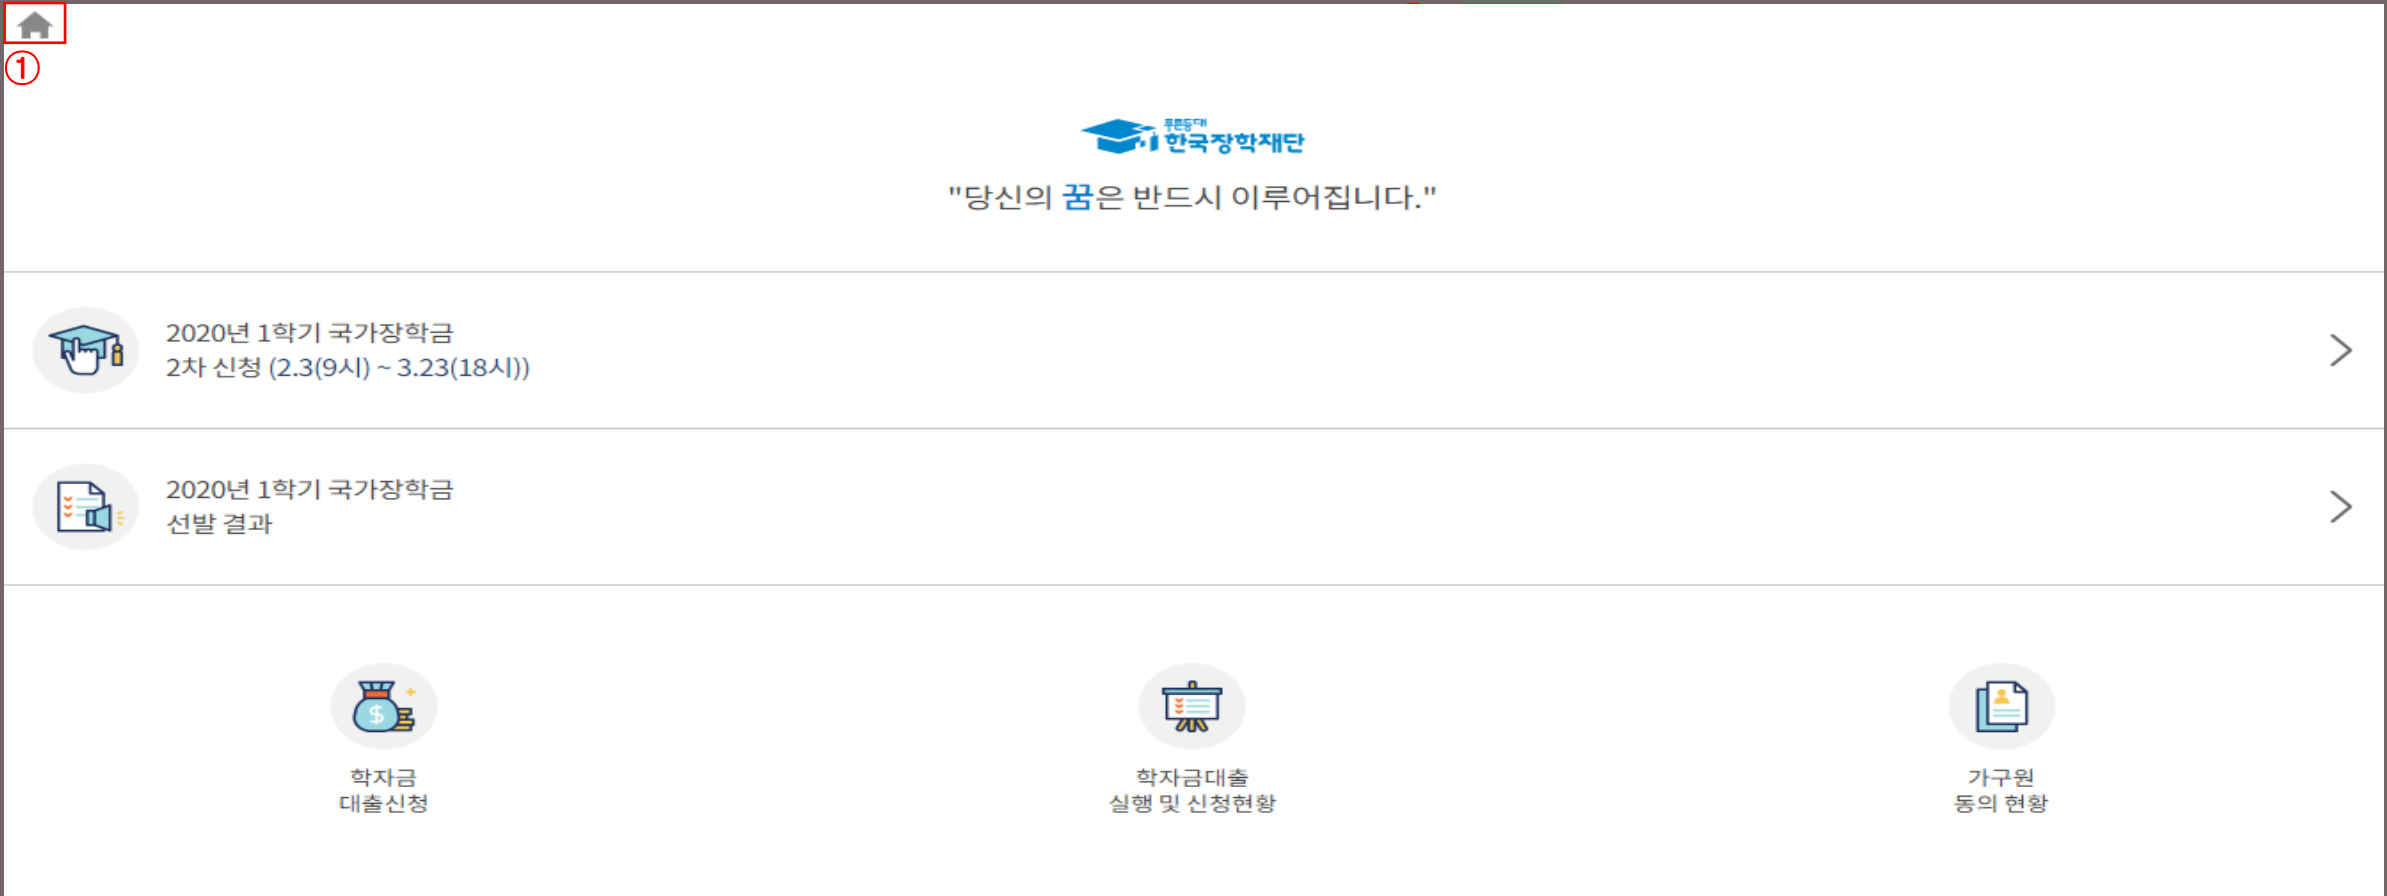 ①
푸른등대
한국장학재단
"당신의 꿈은 반드시 이루어집니다."
2020년 1학기 국가장학금
2차 신청 (2.3(9시) ~ 3.23(18시))
2020년 1학기 국가장학금
선발 결과
학자금
대출신청
학자금대출
실행 및 신청현황
가구원
동의 현황